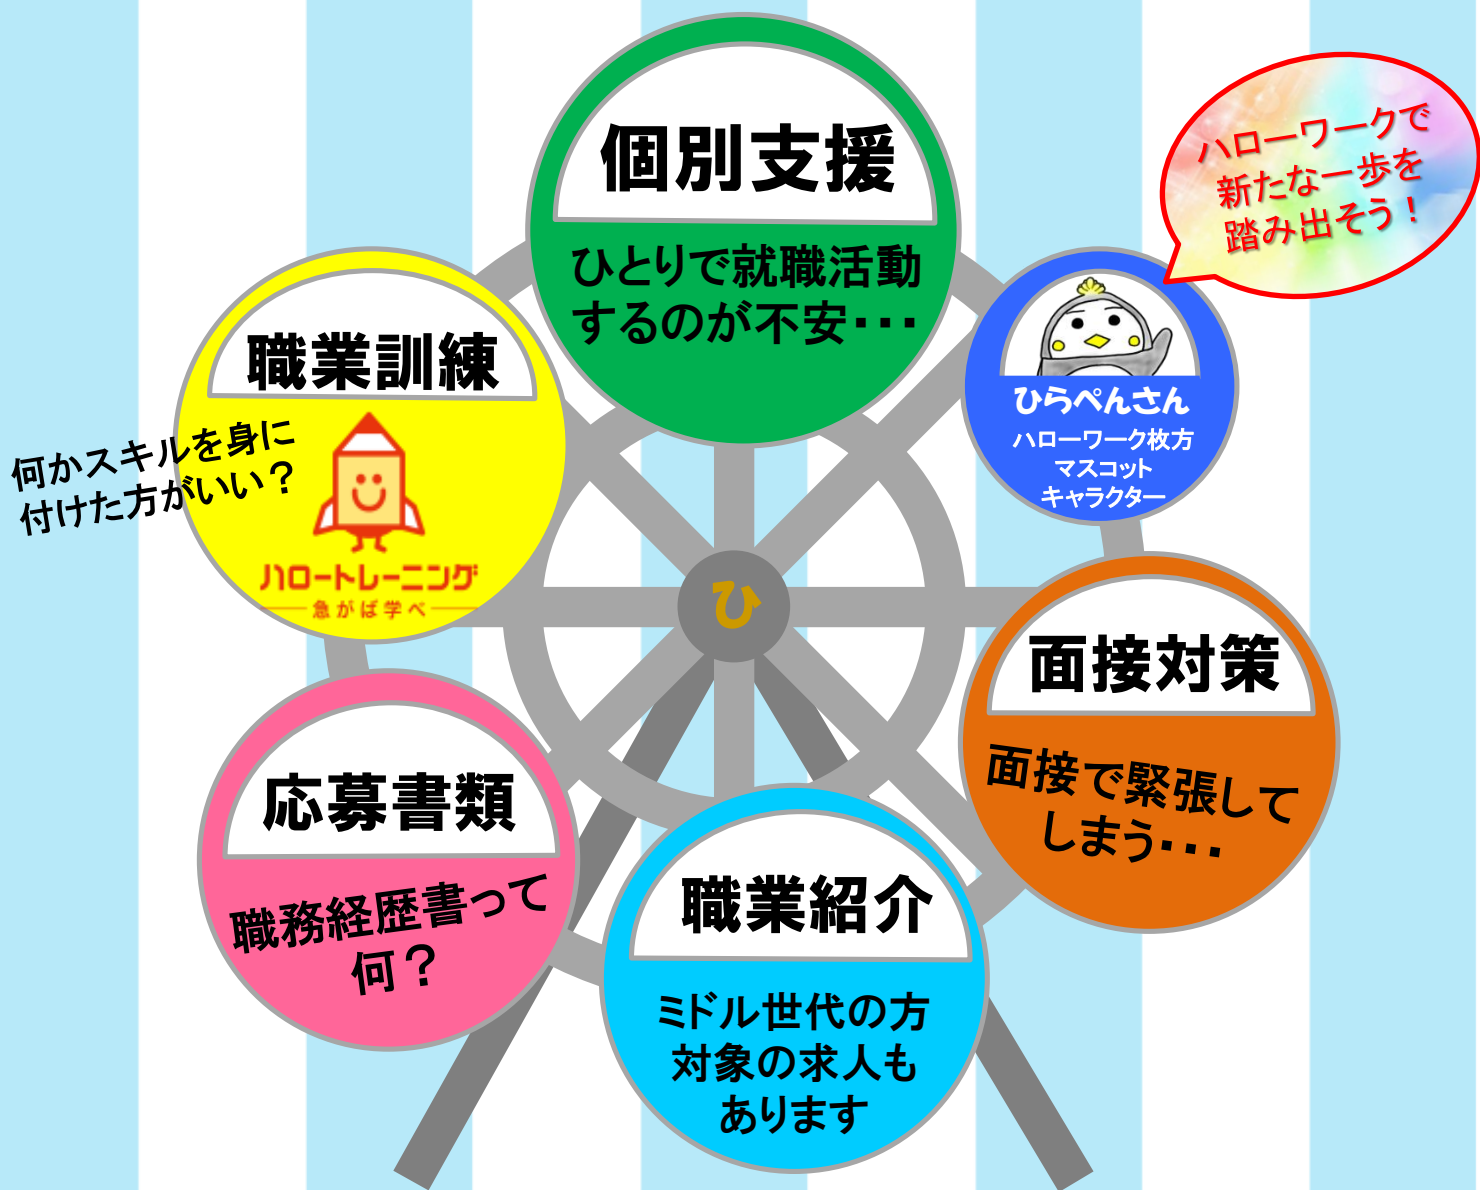 個別支援
ひとりで就職活動
するのが不安・・・
ハローワークで
新たな一歩を
踏み出そう！
ひらぺんさん
ハローワーク枚方
マスコット
キャラクター
職業訓練
何かスキルを身に
付けた方がいい？
ハロートレーニング
急がば学べ
ひ
面接対策
面接で緊張して
しまう・・・
応募書類
職務経歴書って
何？
職業紹介
ミドル世代の方
対象の求人も
あります